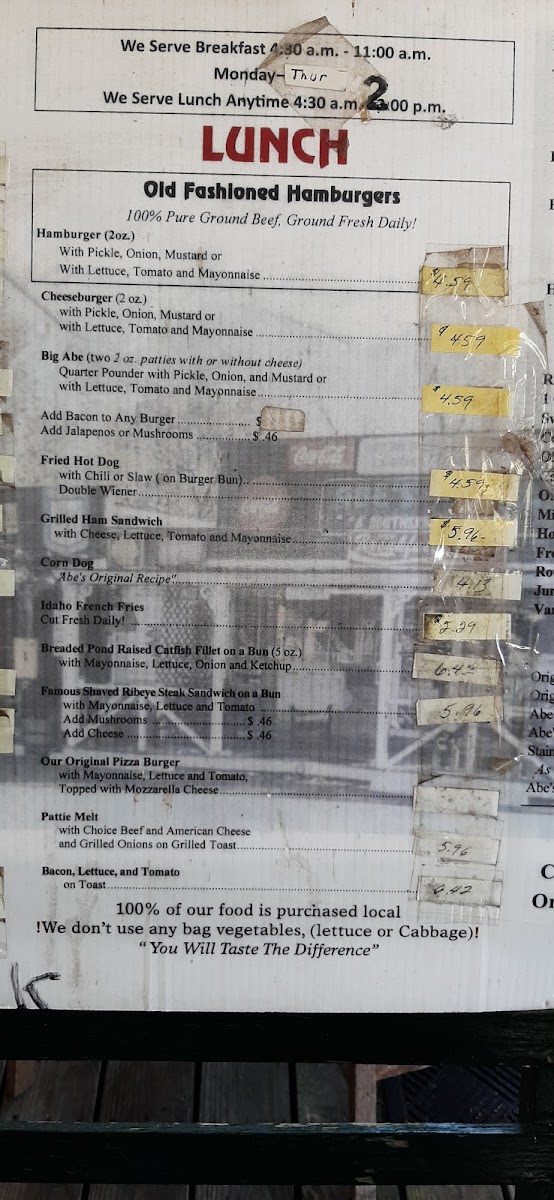 We Serve Breakfast 4:30 a.m. - 11:00 a.m.
Monday- Thur
We Serve Lunch Anytime 4:30 a.m. 2:00 p.m.
LUNCH
Old Fashioned Hamburgers
100% Pure Ground Beef, Ground Fresh Daily!
Hamburger (2oz.)
With Pickle, Onion, Mustard or
With Lettuce, Tomato and Mayonnaise ........ $4.59
Cheeseburger (2 oz.)
with Pickle, Onion, Mustard or
with Lettuce, Tomato and Mayonnaise ........ $4.59
Big Abe (two 2 oz. patties with or without cheese)
Quarter Pounder with Pickle, Onion, and Mustard or
with Lettuce, Tomato and Mayonnaise ........ $4.59
Add Bacon to Any Burger ........ $
Add Jalapenos or Mushrooms ........ $ .46
Coca-Cola
Fried Hot Dog
with Chili or Slaw ( on Burger Bun) ........ $4.59
Double Wiener ........
Grilled Ham Sandwich
with Cheese, Lettuce, Tomato and Mayonnaise ........ $5.96
Corn Dog
"Abe's Original Recipe" ........ 4.13
Idaho French Fries
Cut Fresh Daily! ........ $2.29
Breaded Pond Raised Catfish Fillet on a Bun (5 oz.)
with Mayonnaise, Lettuce, Onion and Ketchup ........ 6.42
Famous Shaved Ribeye Steak Sandwich on a Bun
with Mayonnaise, Lettuce and Tomato ........ 5.96
Add Mushrooms ........ $ .46
Add Cheese ........ $ .46
Our Original Pizza Burger
with Mayonnaise, Lettuce and Tomato,
Topped with Mozzarella Cheese ........
Pattie Melt
with Choice Beef and American Cheese
and Grilled Onions on Grilled Toast ........ 5.96
Bacon, Lettuce, and Tomato
on Toast ........ 6.42
100% of our food is purchased local
!We don't use any bag vegetables, (lettuce or Cabbage)!
"You Will Taste The Difference"